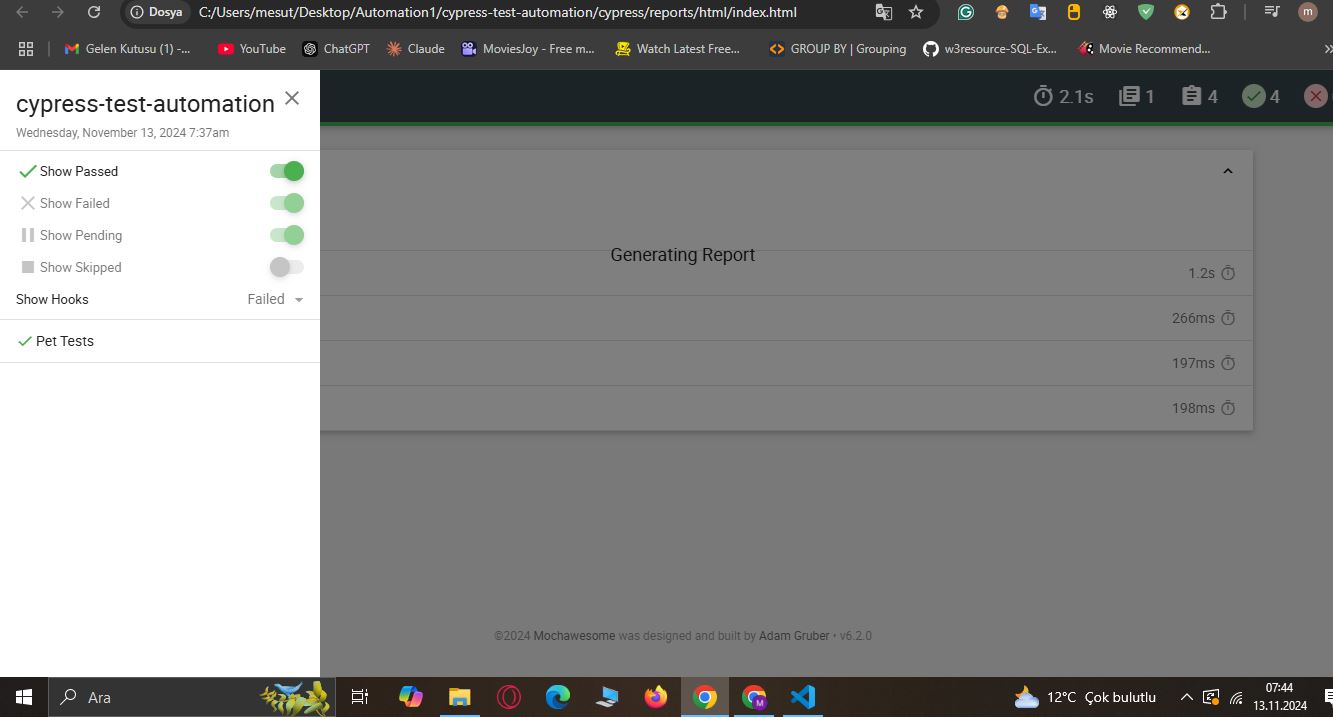 Dosya C:/Users/mesut/Desktop/Automation1/cypress-test-automation/cypress/reports/html/index.html m
Gelen Kutusu (1) -... YouTube ChatGPT Claude MoviesJoy - Free m... Watch Latest Free... GROUP BY | Grouping w3resource-SQL-Ex... Movie Recommend...
cypress-test-automation
Wednesday, November 13, 2024 7:37am
2.1s 1 4 4
Show Passed
Show Failed
Show Pending
Show Skipped
Show Hooks Failed
Pet Tests
Generating Report
1.2s
266ms
197ms
198ms
©2024 Mochawesome was designed and built by Adam Gruber • v6.2.0
Ara
M
12°C Çok bulutlu
07:44
13.11.2024